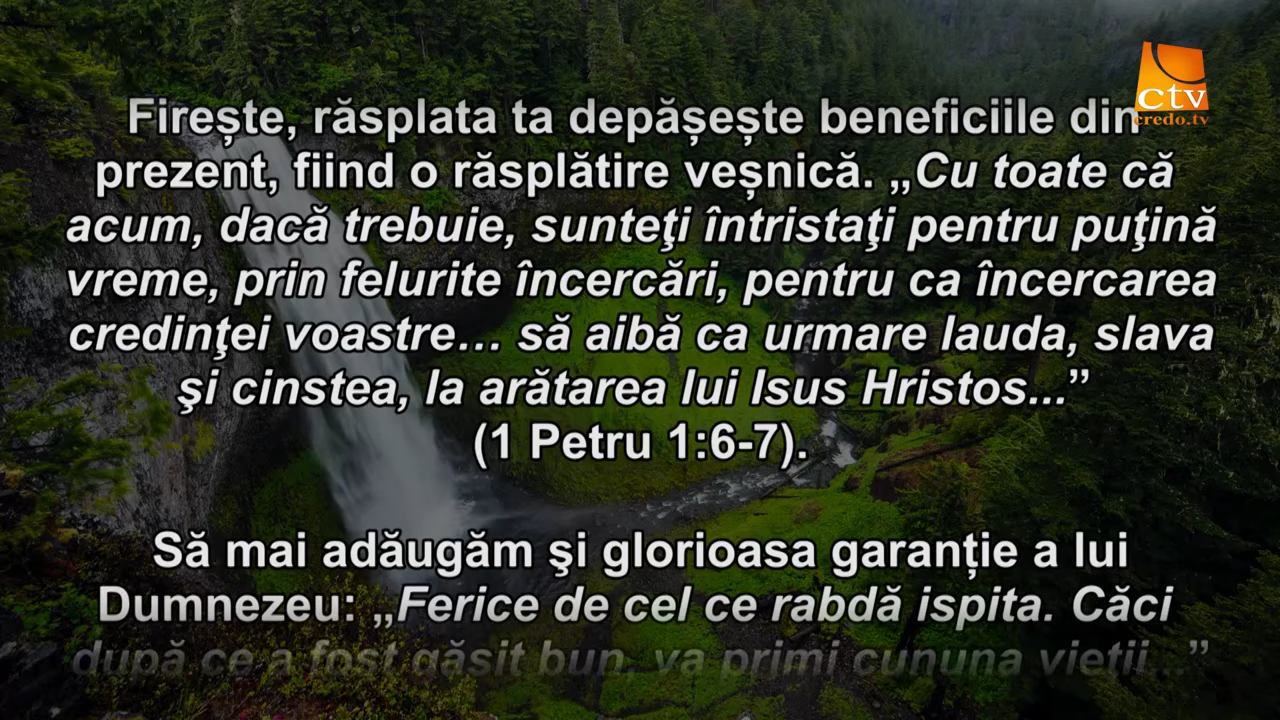 ctv
credo.tv
Firește, răsplata ta depășește beneficiile din
prezent, fiind o răsplătire veșnică. „Cu toate că
acum, dacă trebuie, sunteţi întristaţi pentru puţină
vreme, prin felurite încercări, pentru ca încercarea
credinţei voastre… să aibă ca urmare lauda, slava
şi cinstea, la arătarea lui Isus Hristos...”
(1 Petru 1:6-7).
Să mai adăugăm şi glorioasa garanție a lui
Dumnezeu: „Ferice de cel ce rabdă ispita. Căci
după ce a fost găsit bun, va primi cununa vieţii...”